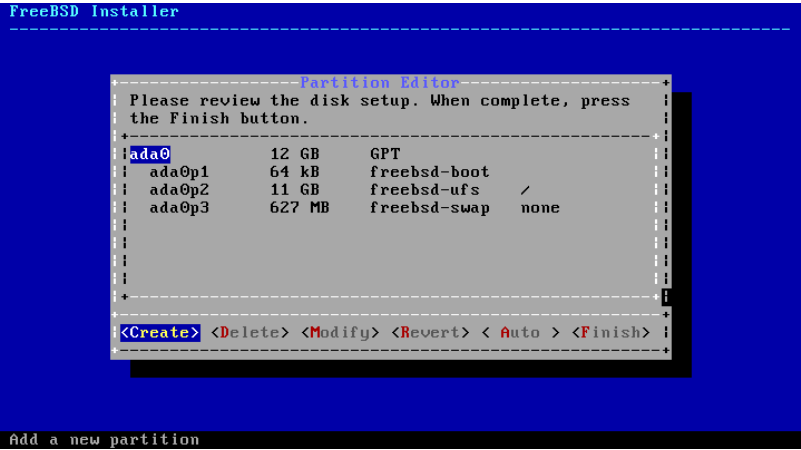 FreeBSD Installer
Partition Editor
Please review the disk setup. When complete, press
the Finish button.
ada0 12 GB GPT
ada0p1 64 kB freebsd-boot
ada0p2 11 GB freebsd-ufs /
ada0p3 627 MB freebsd-swap none
<Create> <Delete> <Modify> <Revert> < Auto > <Finish>
Add a new partition